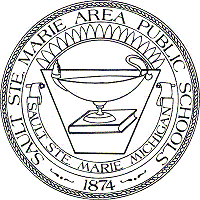 SAULT STE. MARIE AREA PUBLIC SCHOOLS
SAULT STE. MARIE, MICHIGAN
1874